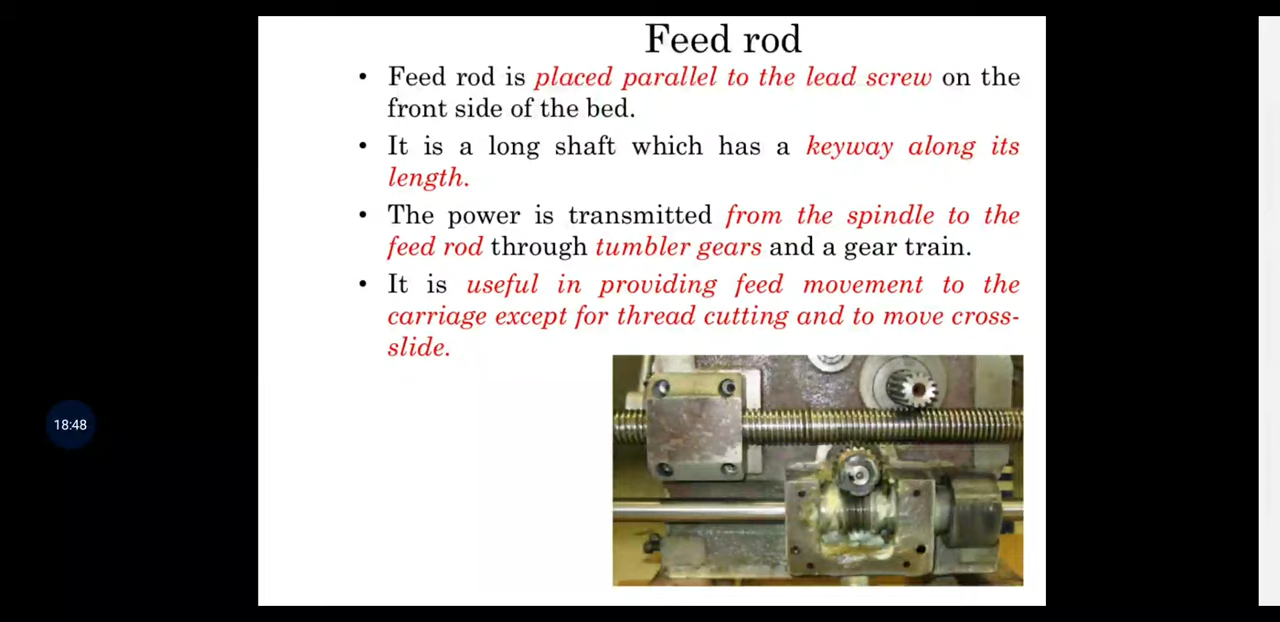 Feed rod
• Feed rod is placed parallel to the lead screw on the
front side of the bed.
• It is a long shaft which has a keyway along its
length.
• The power is transmitted from the spindle to the
feed rod through tumbler gears and a gear train.
• It is useful in providing feed movement to the
carriage except for thread cutting and to move cross-
slide.
18:48